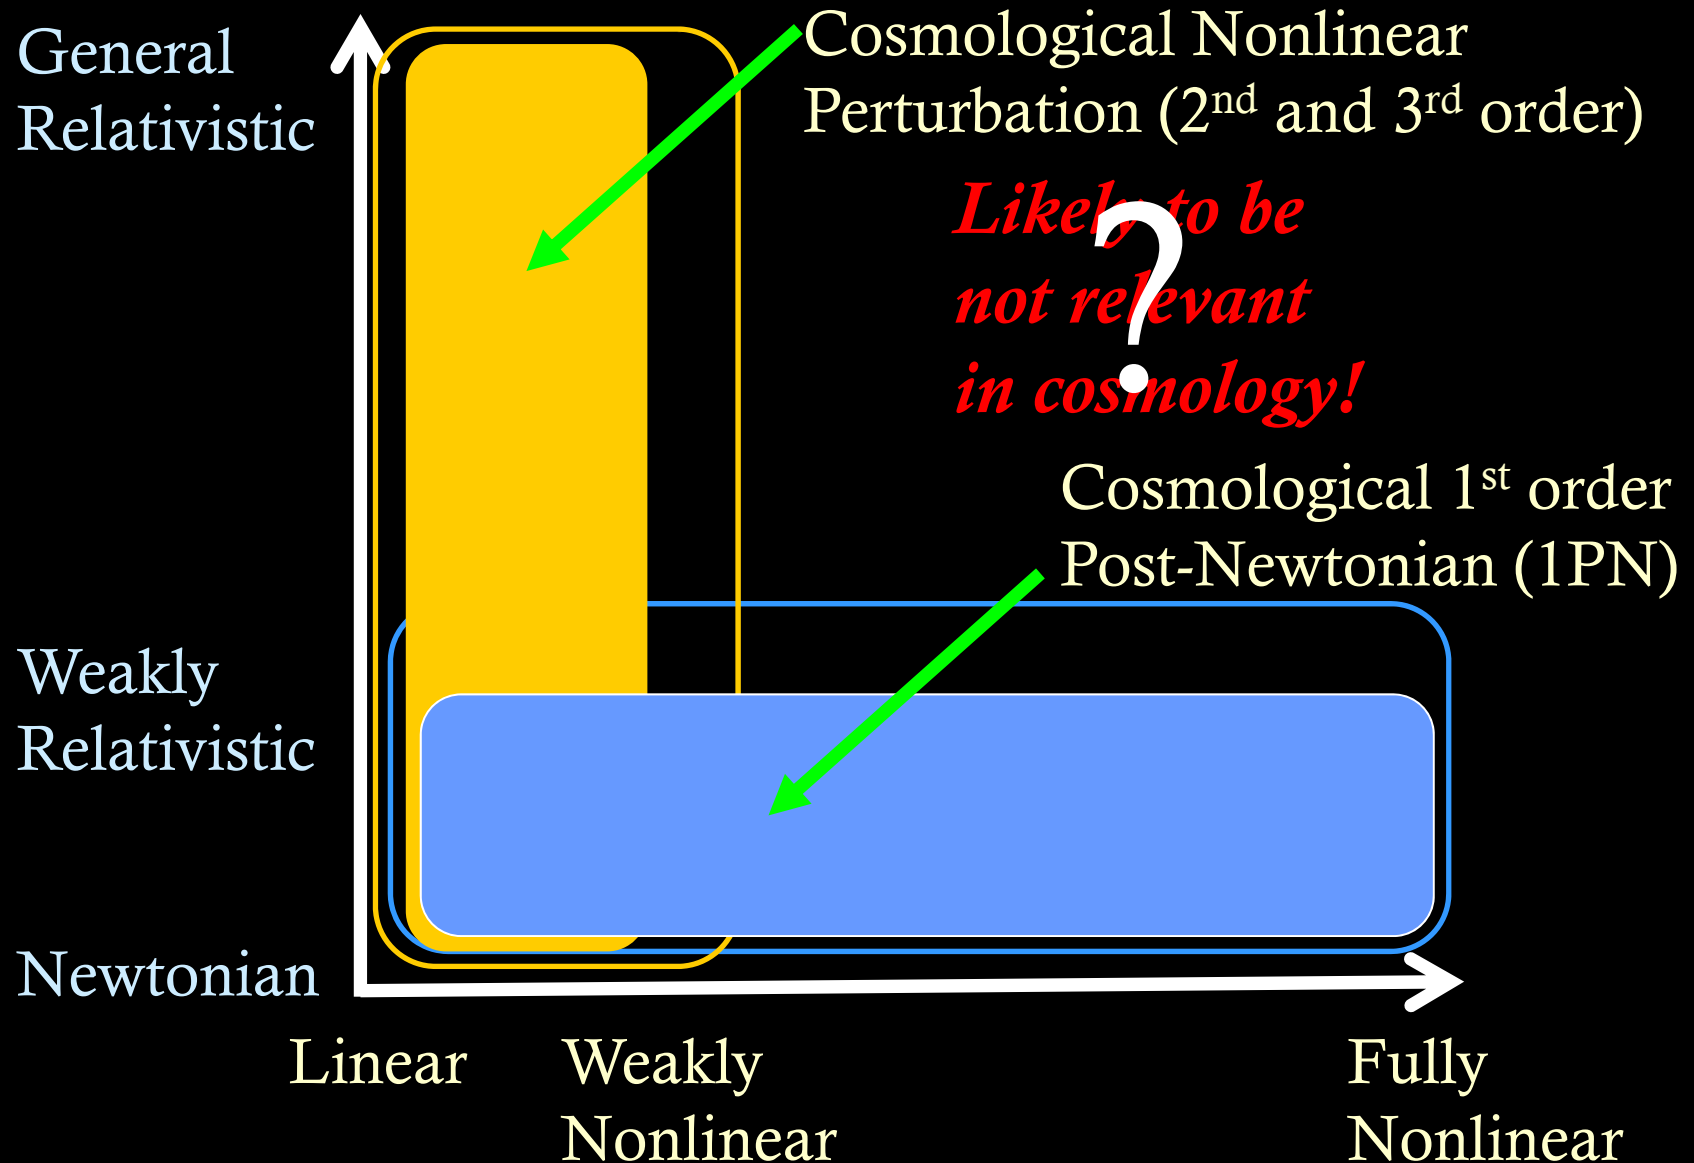 General
Relativistic
Cosmological Nonlinear
Perturbation (2nd and 3rd order)
Likely to be
not relevant
in cosmology!
?
Cosmological 1st order
Post-Newtonian (1PN)
Weakly
Relativistic
Newtonian
Linear
Weakly
Nonlinear
Fully
Nonlinear